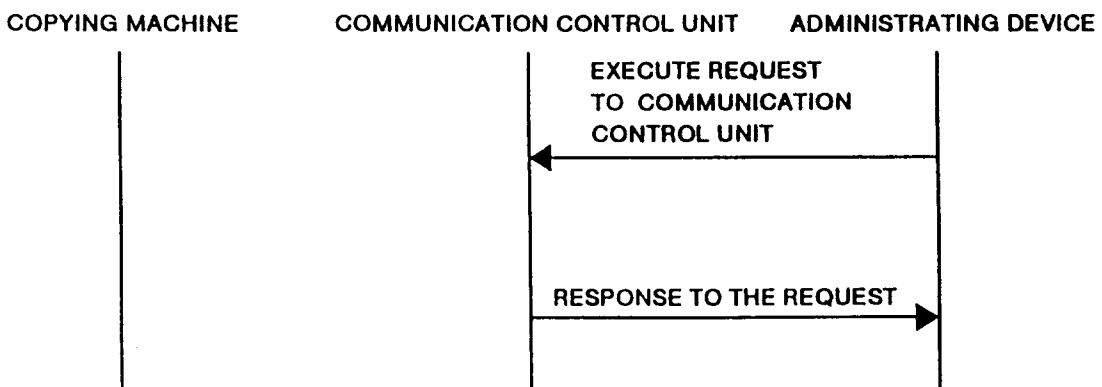 COPYING MACHINE COMMUNICATION CONTROL UNIT ADMINISTRATING DEVICE
EXECUTE REQUEST
TO COMMUNICATION
CONTROL UNIT
RESPONSE TO THE REQUEST